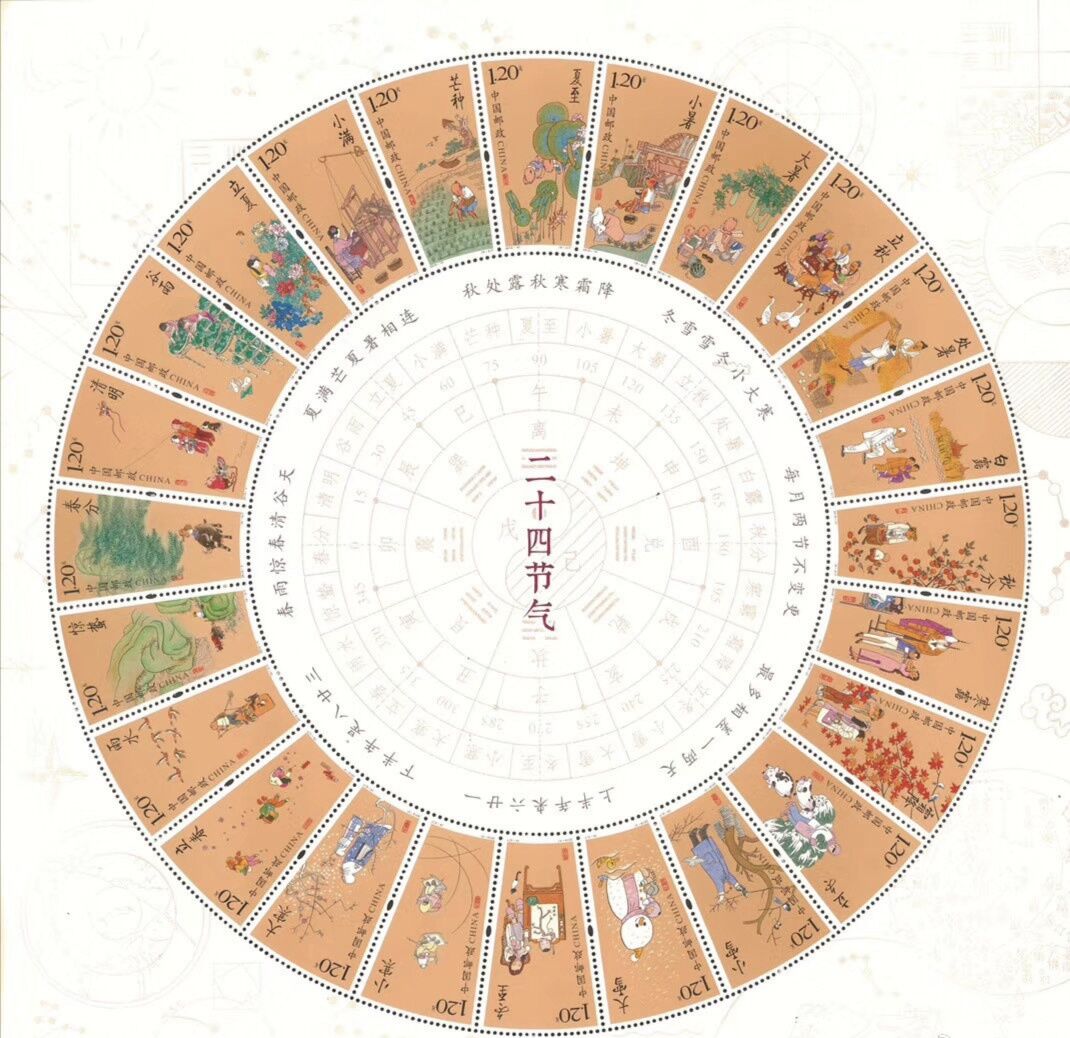 二十四节气
春雨惊春清谷天
夏满芒夏暑相连
秋处露秋寒霜降
冬雪雪冬小大寒
每月两节不变更
最多相差一两天
上半年来六廿一
下半年是八廿三
立春
1.20元
中国邮政 CHINA
雨水
1.20元
中国邮政 CHINA
惊蛰
1.20元
中国邮政 CHINA
春分
1.20元
中国邮政 CHINA
清明
1.20元
中国邮政 CHINA
谷雨
1.20元
中国邮政 CHINA
立夏
1.20元
中国邮政 CHINA
小满
1.20元
中国邮政 CHINA
芒种
1.20元
中国邮政 CHINA
夏至
1.20元
中国邮政 CHINA
小暑
1.20元
中国邮政 CHINA
大暑
1.20元
中国邮政 CHINA
立秋
1.20元
中国邮政 CHINA
处暑
1.20元
中国邮政 CHINA
白露
1.20元
中国邮政 CHINA
秋分
1.20元
中国邮政 CHINA
寒露
1.20元
中国邮政 CHINA
霜降
1.20元
中国邮政 CHINA
立冬
1.20元
中国邮政 CHINA
小雪
1.20元
中国邮政 CHINA
大雪
1.20元
中国邮政 CHINA
冬至
1.20元
中国邮政 CHINA
小寒
1.20元
中国邮政 CHINA
大寒
1.20元
中国邮政 CHINA
春分 清明 谷雨 立夏 小满 芒种 夏至 小暑 大暑 立秋 处暑 白露 秋分 寒露 霜降 立冬 小雪 大雪 冬至 小寒 大寒 立春 雨水 惊蛰
0 15 30 45 60 75 90 105 120 135 150 165 180 195 210 225 240 255 270 285 300 330 345
卯 辰 巳 午 未 申 酉 戌 亥 子 丑 寅
震 巽 离 坤 兑 乾 坎 艮
戊 己